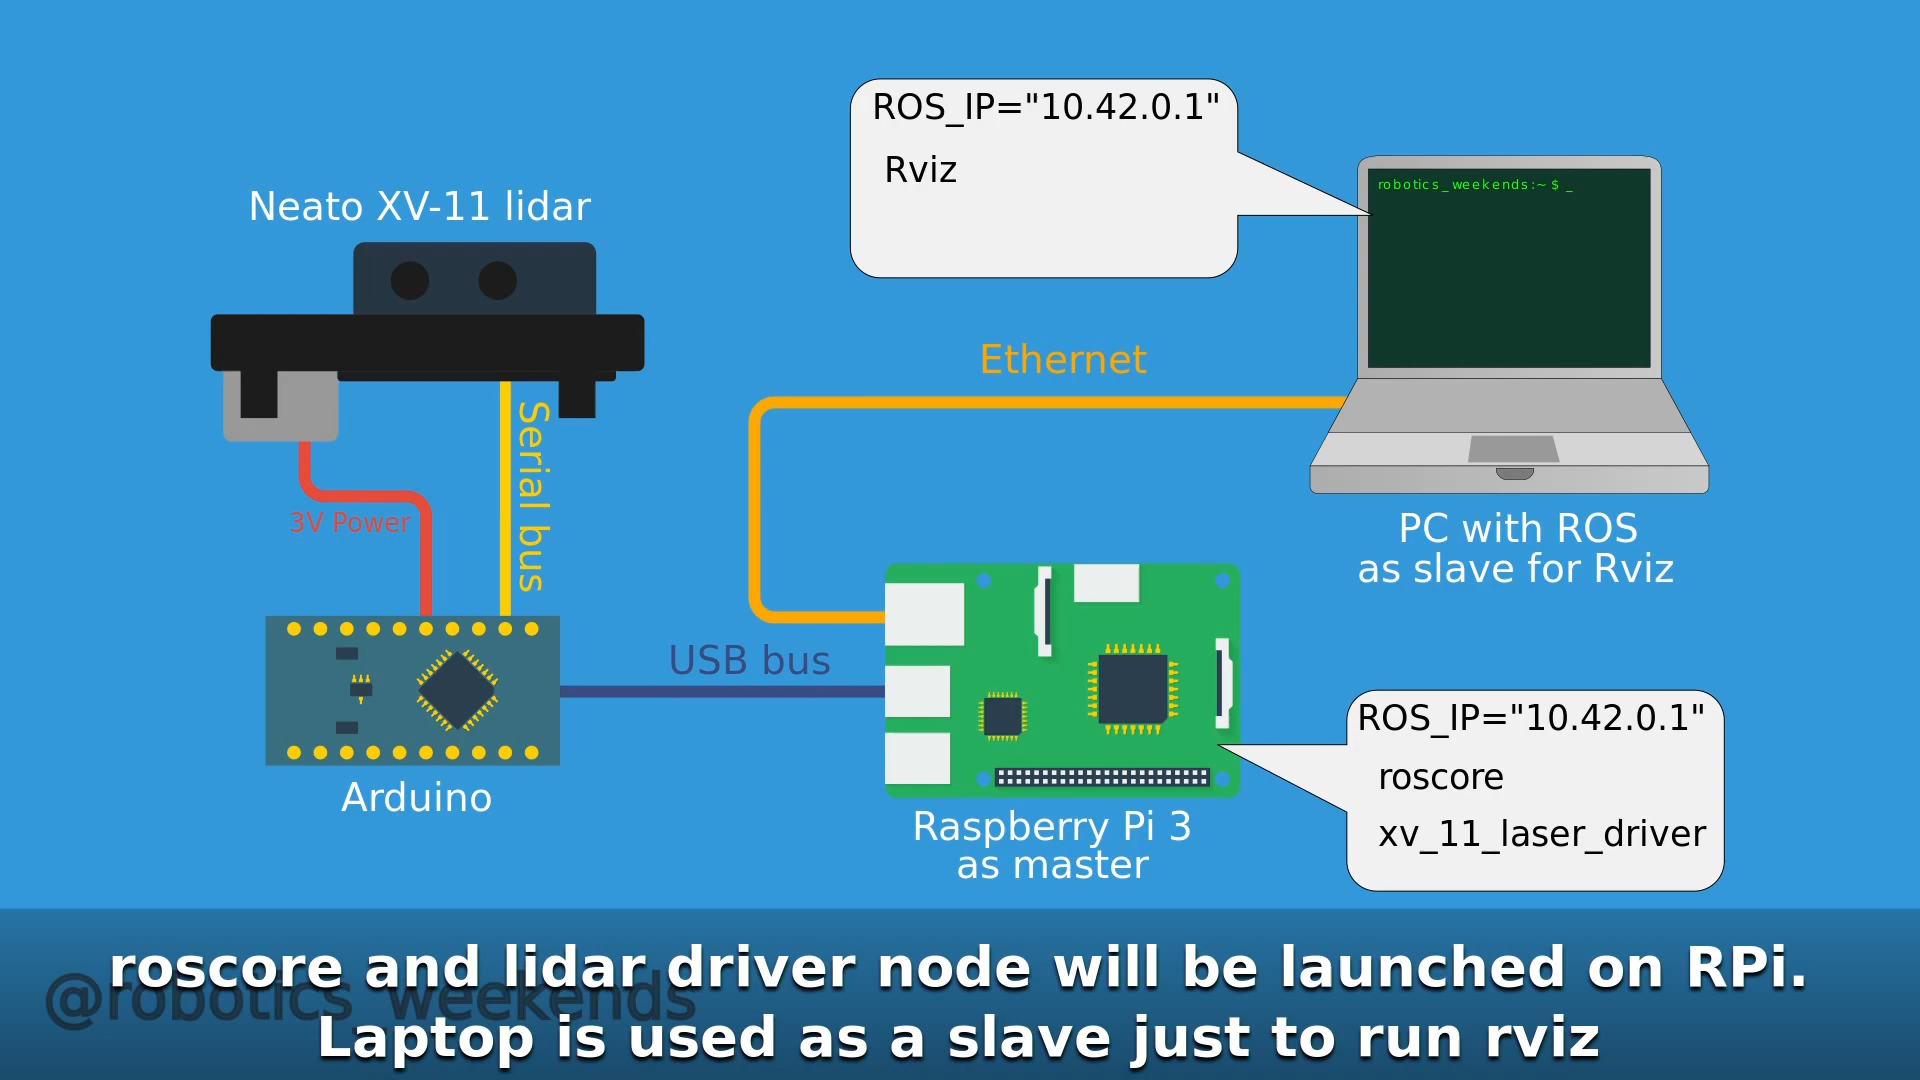 ROS_IP="10.42.0.1"
Rviz
robotics_weekends:~$ _
Neato XV-11 lidar
Ethernet
Serial bus
3V Power
PC with ROS
as slave for Rviz
USB bus
ROS_IP="10.42.0.1"
roscore
xv_11_laser_driver
Arduino
Raspberry Pi 3
as master
roscore and lidar driver node will be launched on RPi.
@robotics_weekends
Laptop is used as a slave just to run rviz